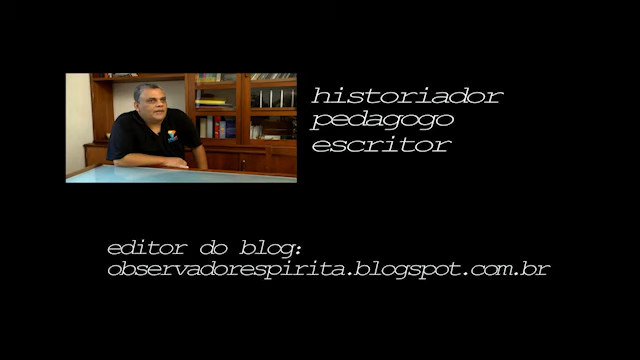 historiador
pedagogo
escritor
editor do blog:
observadorespirita.blogspot.com.br